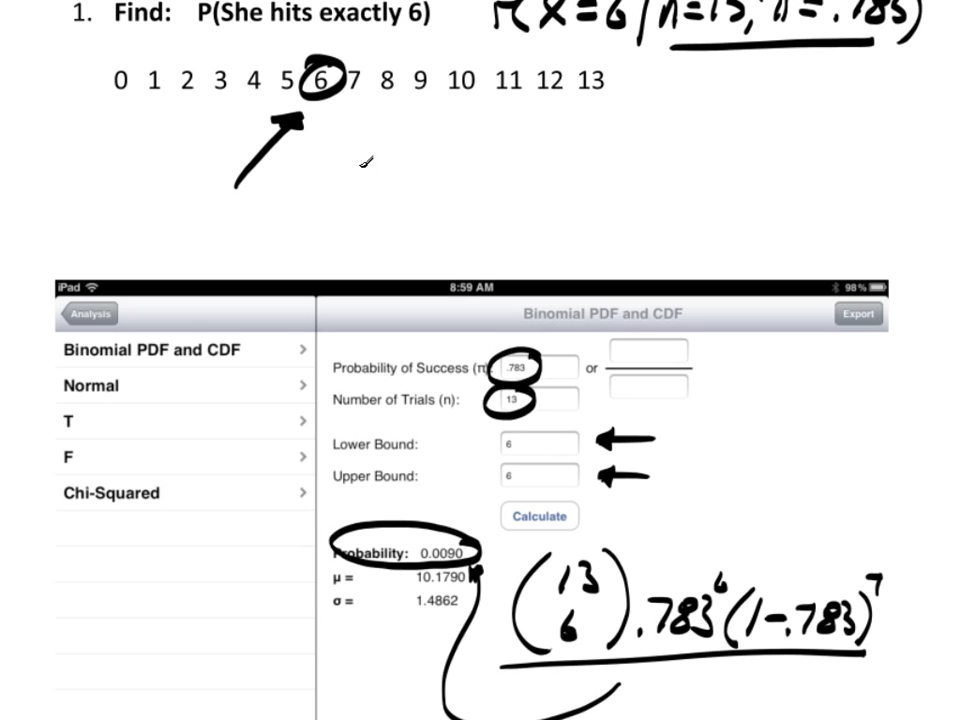 1. Find: P(She hits exactly 6)
P( X = 6 | n=13, π = .783)
0 1 2 3 4 5 6 7 8 9 10 11 12 13
iPad 8:59 AM 98%
Analysis Binomial PDF and CDF Export
Binomial PDF and CDF
Normal
T
F
Chi-Squared
Probability of Success (π): .783 or
Number of Trials (n): 13
Lower Bound: 6
Upper Bound: 6
Calculate
Probability: 0.0090
μ = 10.1790
σ = 1.4862
(13 6) .783^6 (1-.783)^7